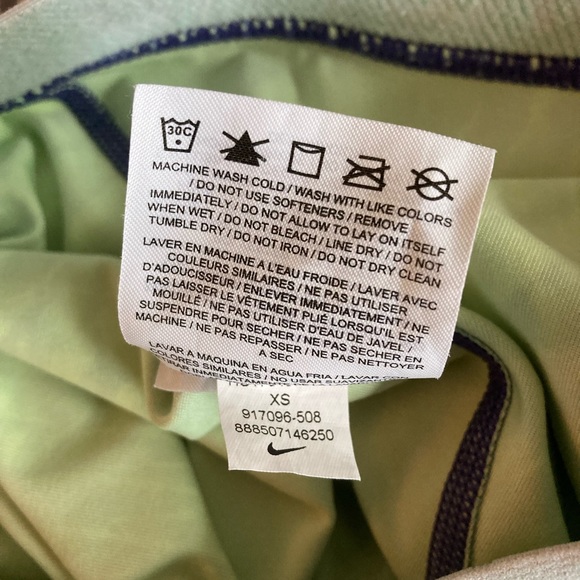 30C
MACHINE WASH COLD / WASH WITH LIKE COLORS
/ DO NOT USE SOFTENERS / REMOVE
IMMEDIATELY / DO NOT ALLOW TO LAY ON ITSELF
WHEN WET / DO NOT BLEACH / LINE DRY / DO NOT
TUMBLE DRY / DO NOT IRON / DO NOT DRY CLEAN
LAVER EN MACHINE A L'EAU FROIDE / LAVER AVEC
COULEURS SIMILAIRES / NE PAS UTILISER
D'ADOUCISSEUR / ENLEVER IMMEDIATEMENT / NE
PAS LAISSER LE VÊTEMENT PLIÉ LORSQU'IL EST
MOUILLÉ / NE PAS UTILISER D'EAU DE JAVEL /
SUSPENDRE POUR SECHER / NE PAS SECHER EN
MACHINE / NE PAS REPASSER / NE PAS NETTOYER
A SEC
LAVAR A MAQUINA EN AGUA FRIA / LAVAR CON
COLORES SIMILARES / NO USAR
XS
917096-508
888507146250